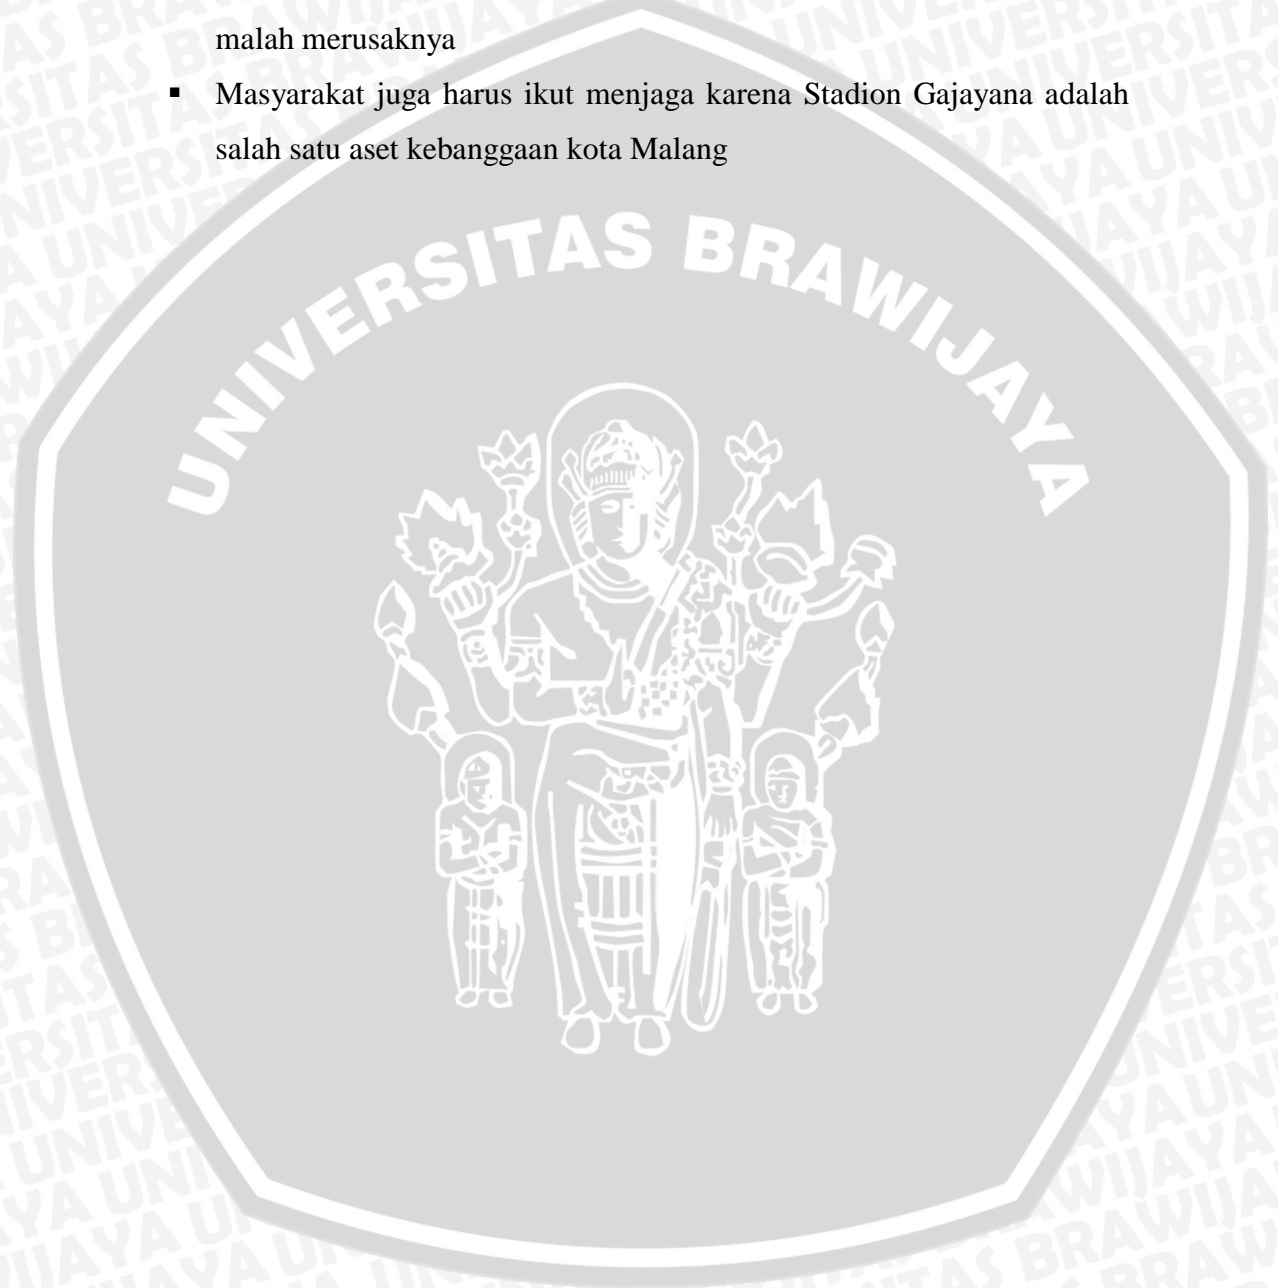 malah merusaknya
▪ Masyarakat juga harus ikut menjaga karena Stadion Gajayana adalah
salah satu aset kebanggaan kota Malang
UNIVERSITAS BRAWIJAYA